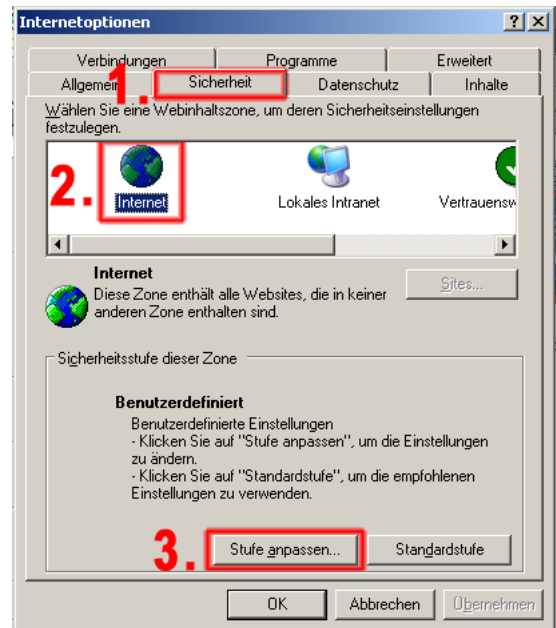 Internetoptionen
Verbindungen Programme Erweitert
Allgemein 1. Sicherheit Datenschutz Inhalte
Wählen Sie eine Webinhaltszone, um deren Sicherheitseinstellungen
festzulegen.
2. Internet Lokales Intranet Vertrauensw
Internet
Diese Zone enthält alle Websites, die in keiner
anderen Zone enthalten sind.
Sites...
Sicherheitsstufe dieser Zone
Benutzerdefiniert
Benutzerdefinierte Einstellungen
- Klicken Sie auf "Stufe anpassen", um die Einstellungen
zu ändern.
- Klicken Sie auf "Standardstufe", um die empfohlenen
Einstellungen zu verwenden.
3. Stufe anpassen... Standardstufe
OK Abbrechen Übernehmen